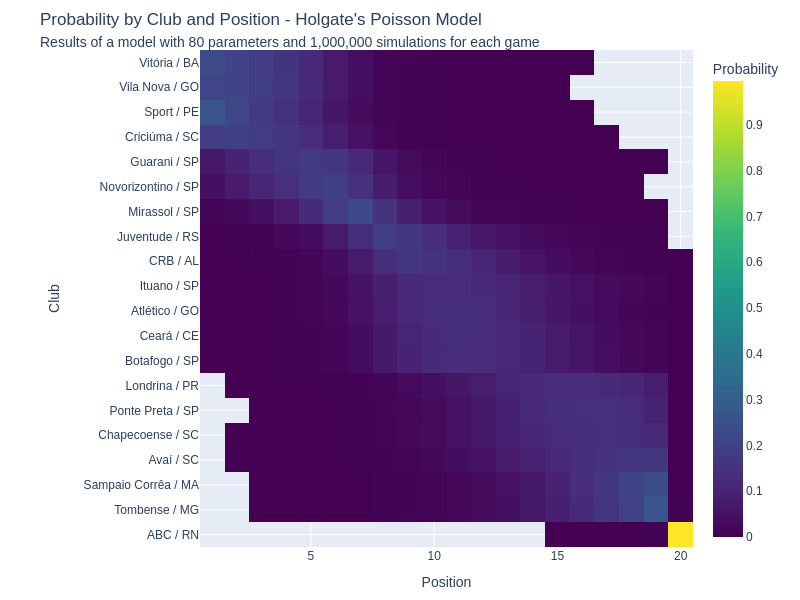 Probability by Club and Position - Holgate's Poisson Model
Results of a model with 80 parameters and 1,000,000 simulations for each game
Probability
Vitória / BA
Vila Nova / GO
Sport / PE
Criciúma / SC
Guarani / SP
Novorizontino / SP
Mirassol / SP
Juventude / RS
CRB / AL
Ituano / SP
Atlético / GO
Ceará / CE
Botafogo / SP
Londrina / PR
Ponte Preta / SP
Chapecoense / SC
Avaí / SC
Sampaio Corrêa / MA
Tombense / MG
ABC / RN
Club
5
10
15
20
Position
0.9
0.8
0.7
0.6
0.5
0.4
0.3
0.2
0.1
0